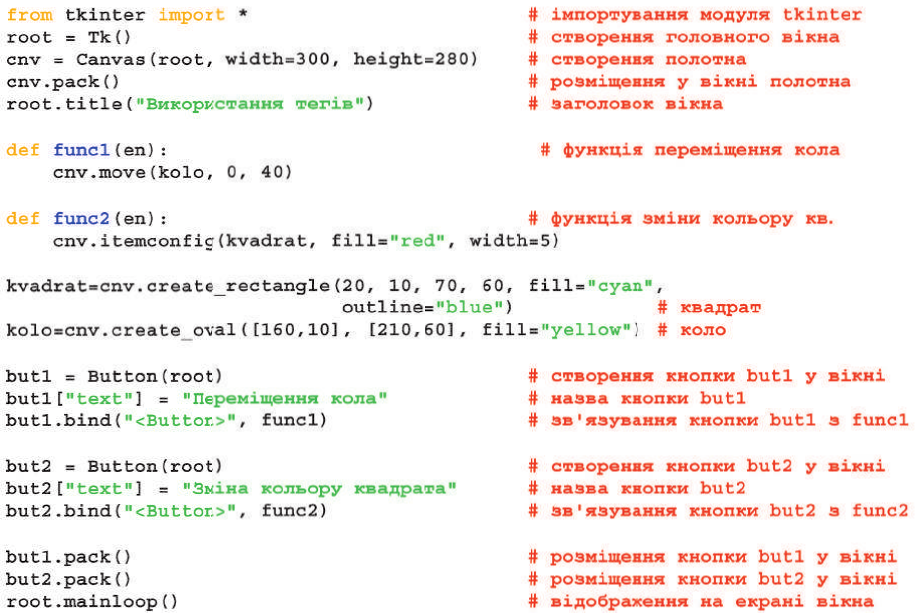 from tkinter import *                         # імпортування модуля tkinter
root = Tk()                                   # створення головного вікна
cnv = Canvas(root, width=300, height=280)     # створення полотна
cnv.pack()                                    # розміщення у вікні полотна
root.title("Використання тегів")              # заголовок вікна

def func1(en):                                 # функція переміщення кола
    cnv.move(kolo, 0, 40)

def func2(en):                                # функція зміни кольору кв.
    cnv.itemconfig(kvadrat, fill="red", width=5)

kvadrat=cnv.create_rectangle(20, 10, 70, 60, fill="cyan",
                             outline="blue")             # квадрат
kolo=cnv.create_oval([160,10], [210,60], fill="yellow")  # коло

but1 = Button(root)                           # створення кнопки but1 у вікні
but1["text"] = "Переміщення кола"             # назва кнопки but1
but1.bind("<Button>", func1)                  # зв'язування кнопки but1 з func1

but2 = Button(root)                           # створення кнопки but2 у вікні
but2["text"] = "Зміна кольору квадрата"       # назва кнопки but2
but2.bind("<Button>", func2)                  # зв'язування кнопки but2 з func2

but1.pack()                                   # розміщення кнопки but1 у вікні
but2.pack()                                   # розміщення кнопки but2 у вікні
root.mainloop()                               # відображення на екрані вікна